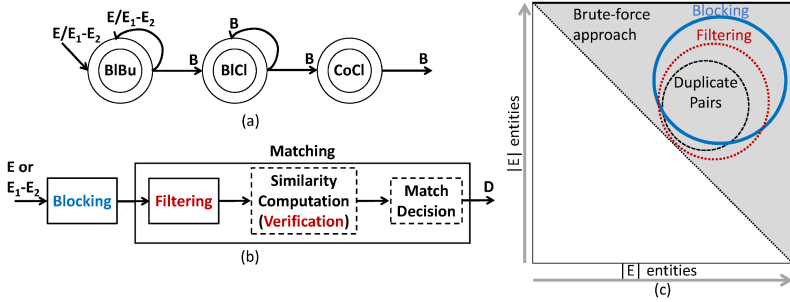 E/E₁-E₂
E/E₁-E₂
B
B
B
B
B
BlBu
BlCl
CoCl
(a)
Matching
E or
E₁-E₂
Blocking
Filtering
Similarity
Computation
(Verification)
Match
Decision
D
(b)
Brute-force
approach
Blocking
Filtering
Duplicate
Pairs
|E| entities
|E| entities
(c)